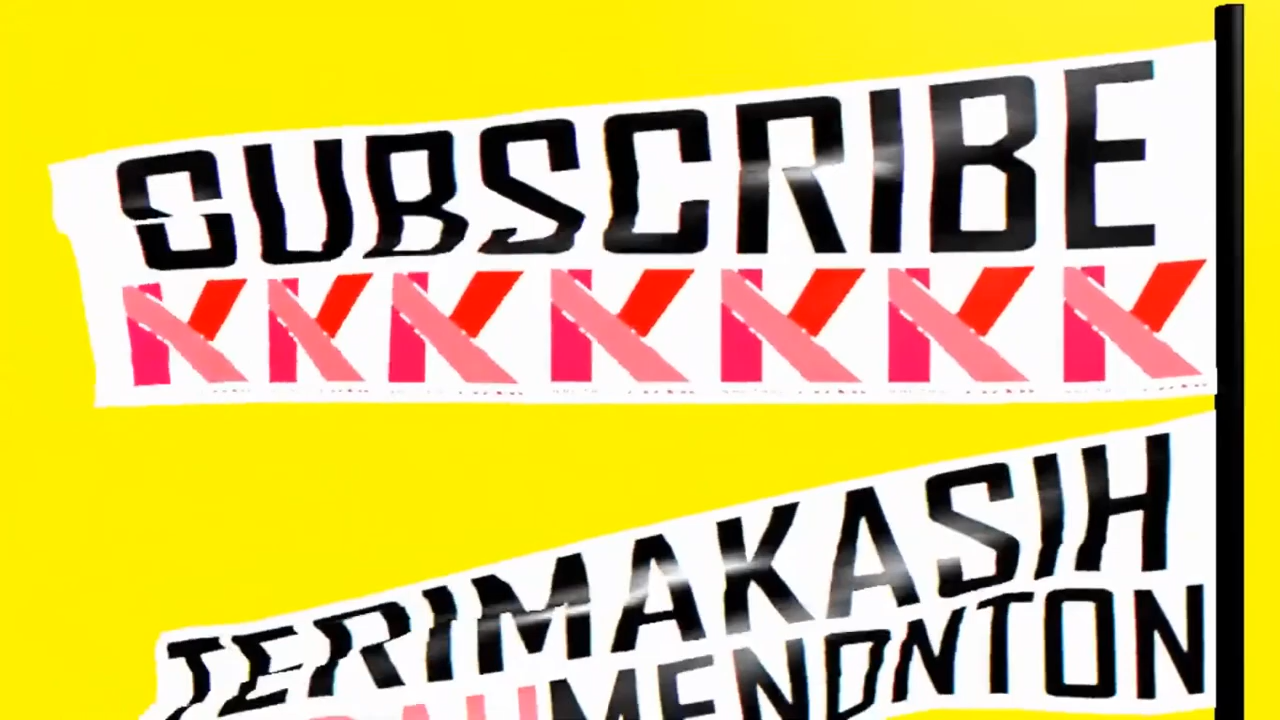 SUBSCRIBE
K K K K K K K
TERIMAKASIH
MENONTON